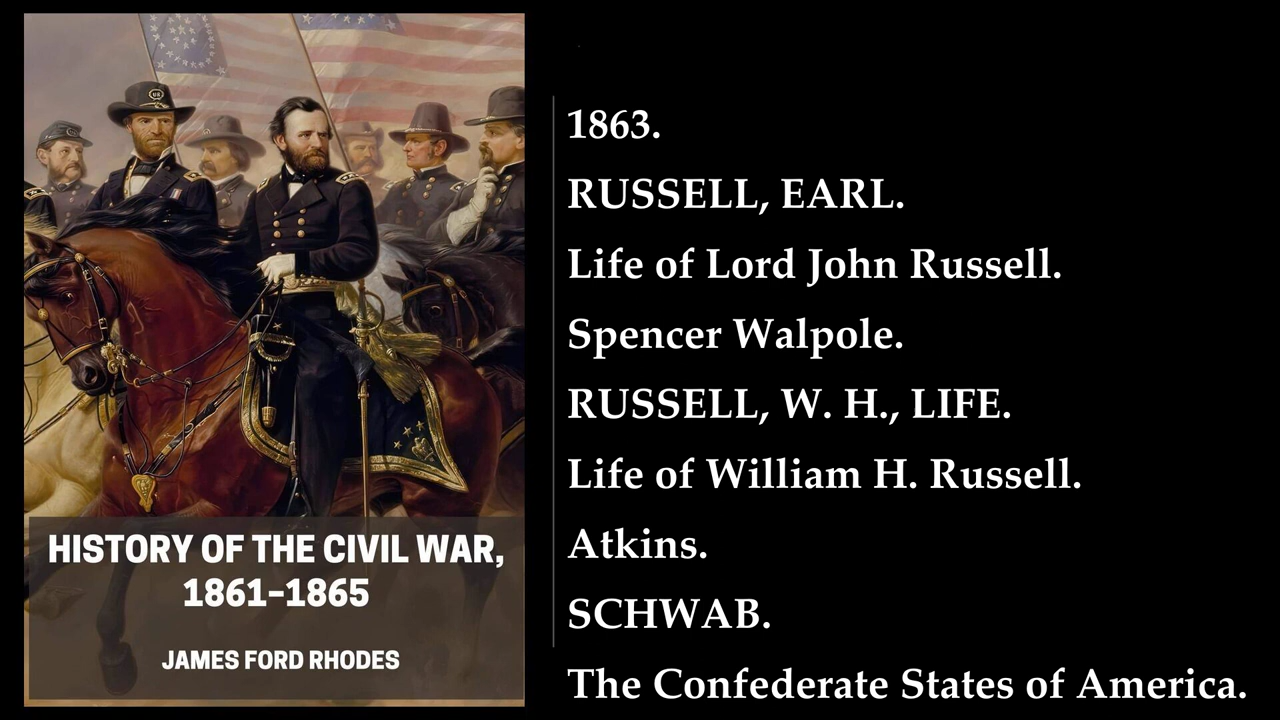 HISTORY OF THE CIVIL WAR,
1861-1865
JAMES FORD RHODES
1863.
RUSSELL, EARL.
Life of Lord John Russell.
Spencer Walpole.
RUSSELL, W. H., LIFE.
Life of William H. Russell.
Atkins.
SCHWAB.
The Confederate States of America.